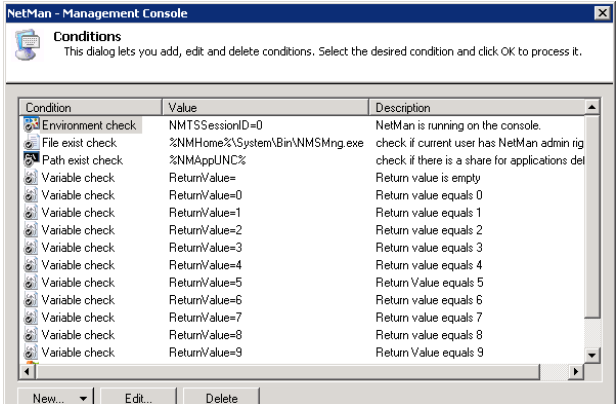 NetMan - Management Console
Conditions
This dialog lets you add, edit and delete conditions. Select the desired condition and click OK to process it.
Condition Value Description
Environment check NMTSSessionID=0 NetMan is running on the console.
File exist check %NMHome%\System\Bin\NMSMng.exe check if current user has NetMan admin rig
Path exist check %NMAppUNC% check if there is a share for applications del
Variable check ReturnValue= Return value is empty
Variable check ReturnValue=0 Return value equals 0
Variable check ReturnValue=1 Return value equals 1
Variable check ReturnValue=2 Return value equals 2
Variable check ReturnValue=3 Return value equals 3
Variable check ReturnValue=4 Return value equals 4
Variable check ReturnValue=5 Return Value equals 5
Variable check ReturnValue=6 Return value equals 6
Variable check ReturnValue=7 Return value equals 7
Variable check ReturnValue=8 Return value equals 8
Variable check ReturnValue=9 Return Value equals 9
New... Edit... Delete